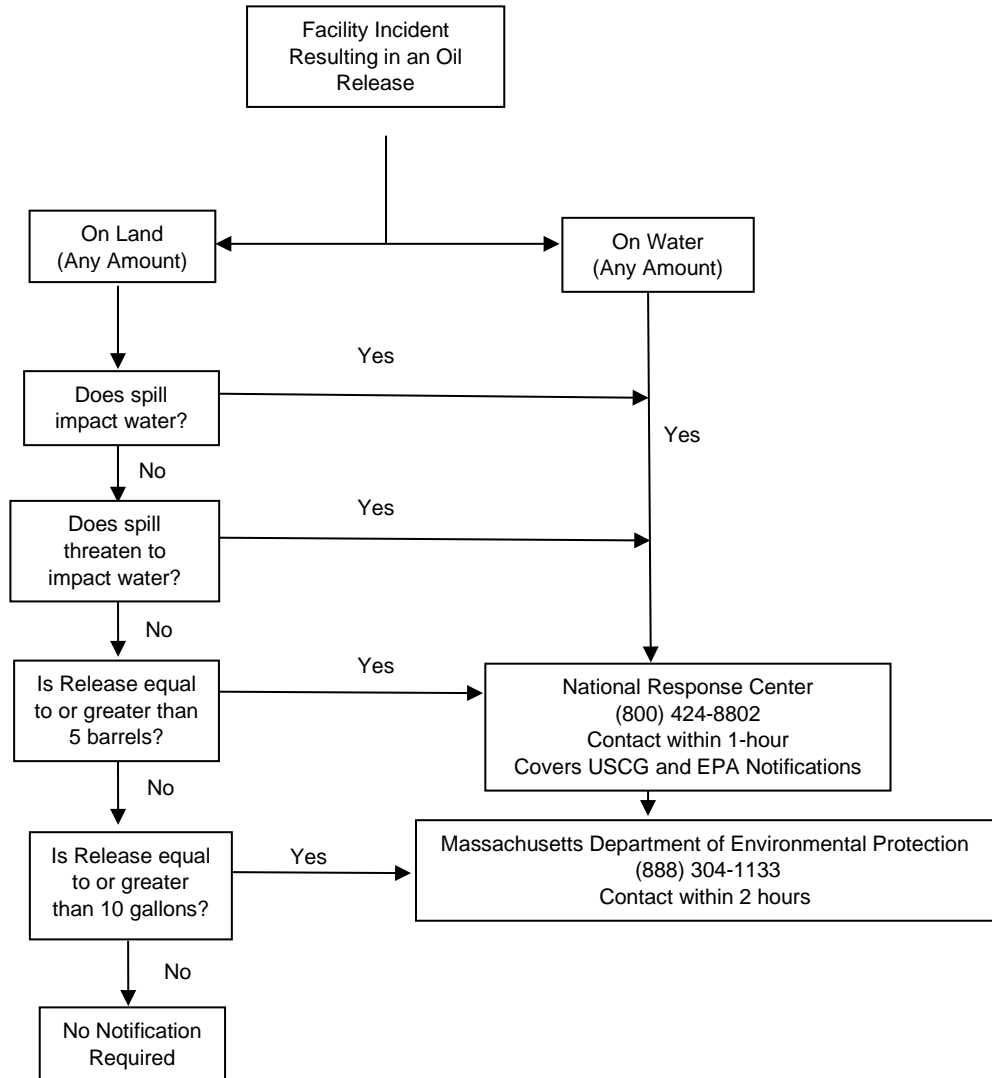 Facility Incident
Resulting in an Oil
Release
On Land
(Any Amount)
On Water
(Any Amount)
Yes
Does spill
impact water?
Yes
No
Yes
Does spill
threaten to
impact water?
No
Yes
Is Release equal
to or greater than
5 barrels?
National Response Center
(800) 424-8802
Contact within 1-hour
Covers USCG and EPA Notifications
No
Is Release equal
to or greater
than 10 gallons?
Yes
Massachusetts Department of Environmental Protection
(888) 304-1133
Contact within 2 hours
No
No Notification
Required